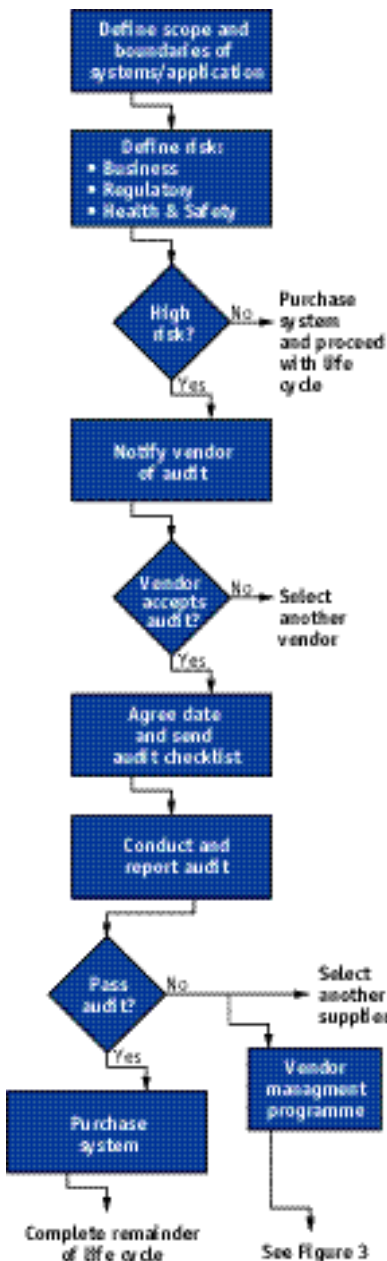 Define scope and
boundaries of
systems/application
Define risk:
• Business
• Regulatory
• Health & Safety
High
risk?
No
Purchase
system
and proceed
with life
cycle
Yes
Notify vendor
of audit
Vendor
accepts
audit?
No
Select
another
vendor
Yes
Agree date
and send
audit checklist
Conduct and
report audit
Pass
audit?
No
Select
another
supplier
Yes
Vendor
managment
programme
Purchase
system
Complete remainder
of life cycle
See Figure 3